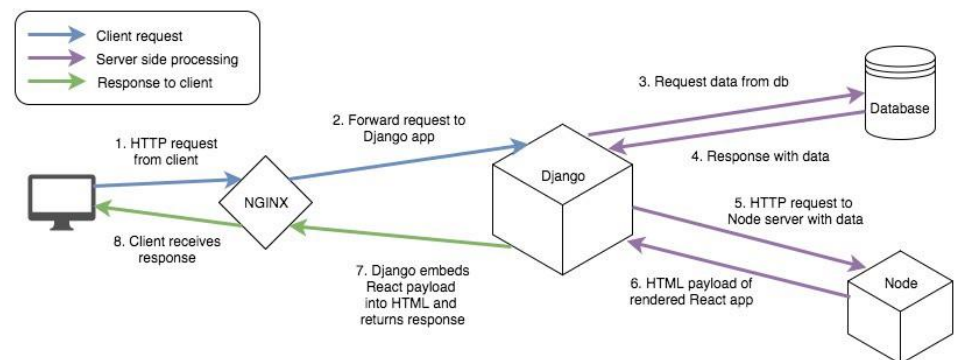 Client request
Server side processing
Response to client
1. HTTP request
from client
2. Forward request to
Django app
3. Request data from db
Database
4. Response with data
Django
NGINX
5. HTTP request to
Node server with data
8. Client receives
response
7. Django embeds
React payload
into HTML and
returns response
6. HTML payload of
rendered React app
Node